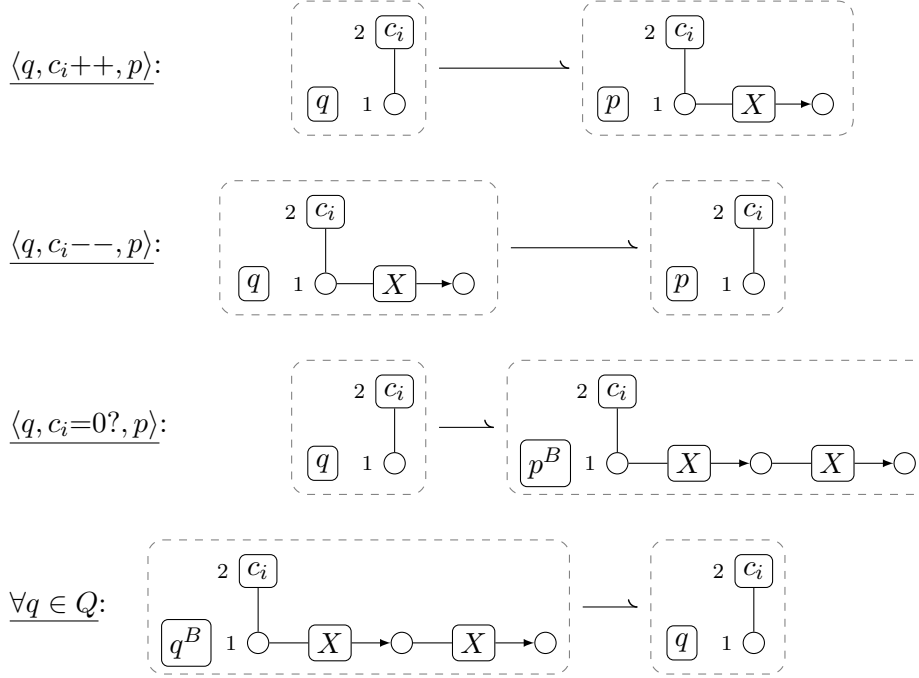 2 c_i 2 c_i
⟨q, c_i++, p⟩:
q 1 p 1 X
2 c_i 2 c_i
⟨q, c_i−−, p⟩:
q 1 X p 1
2 c_i 2 c_i
⟨q, c_i=0?, p⟩:
q 1 p^B 1 X X
2 c_i 2 c_i
∀q ∈ Q:
q^B 1 X X q 1